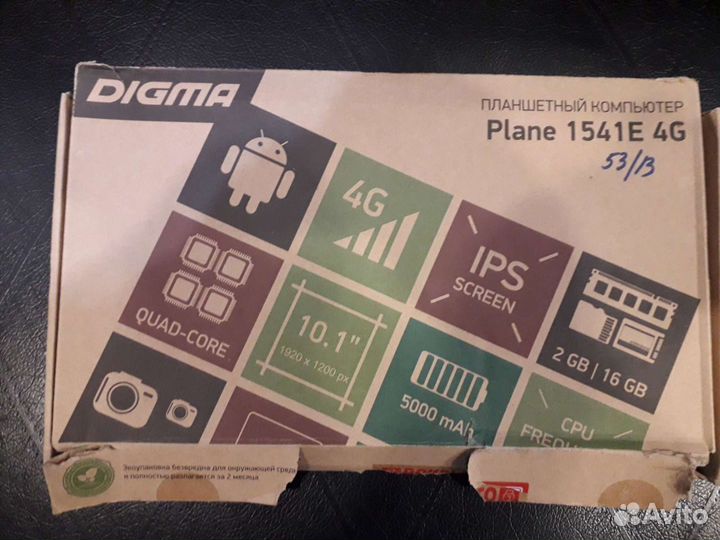 DIGMA
ПЛАНШЕТНЫЙ КОМПЬЮТЕР
Plane 1541E 4G
53/В
4G
IPS
SCREEN
QUAD-CORE
10.1"
1920 x 1200 px
2 GB | 16 GB
5000 mAh
CPU
Экоупаковка безвредна для окружающей среды
и полностью разлагается за 2 месяца
Avito